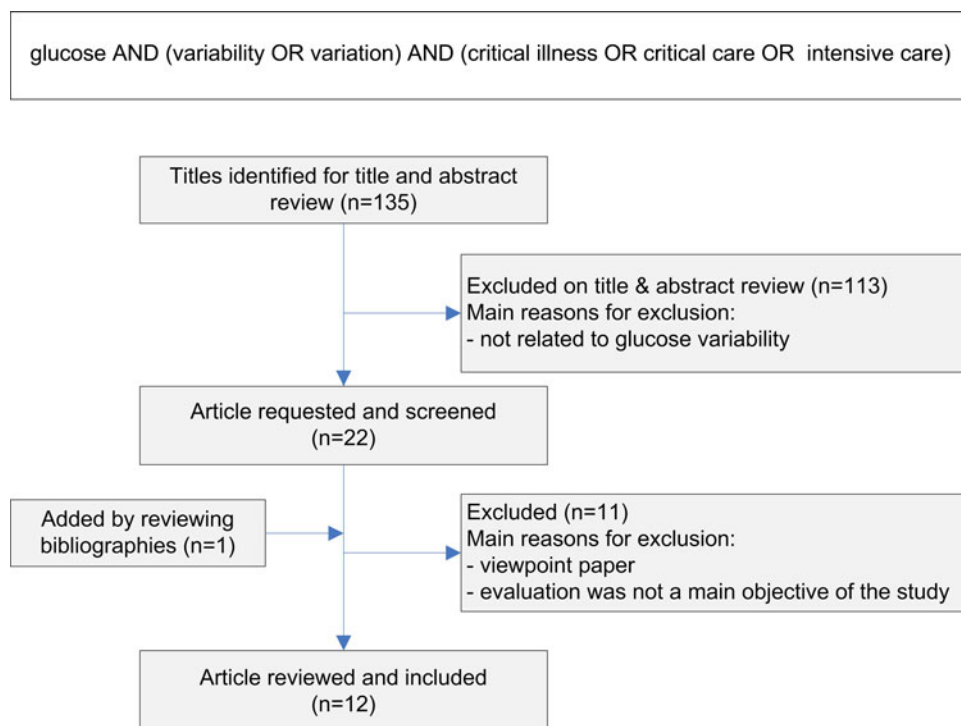 glucose AND (variability OR variation) AND (critical illness OR critical care OR intensive care)
Titles identified for title and abstract
review (n=135)
Excluded on title & abstract review (n=113)
Main reasons for exclusion:
- not related to glucose variability
Article requested and screened
(n=22)
Added by reviewing
bibliographies (n=1)
Excluded (n=11)
Main reasons for exclusion:
- viewpoint paper
- evaluation was not a main objective of the study
Article reviewed and included
(n=12)